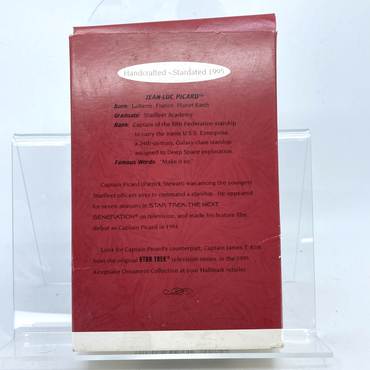 Handcrafted ~ Stardated 1995
JEAN-LUC PICARD™
Born: LaBarre, France, Planet Earth
Graduate: Starfleet Academy
Rank: Captain of the fifth Federation starship
to carry the name U.S.S. Enterprise,
a 24th-century, Galaxy-class starship
assigned to Deep Space exploration.
Famous Words: "Make it so."
Captain Picard (Patrick Stewart) was among the youngest
Starfleet officers ever to command a starship. He appeared
for seven seasons in STAR TREK: THE NEXT
GENERATION® on television, and made his feature film
debut as Captain Picard in 1994.
Look for Captain Picard's counterpart, Captain James T. Kirk
from the original STAR TREK® television series, in the 1995
Keepsake Ornament Collection at your Hallmark retailer.